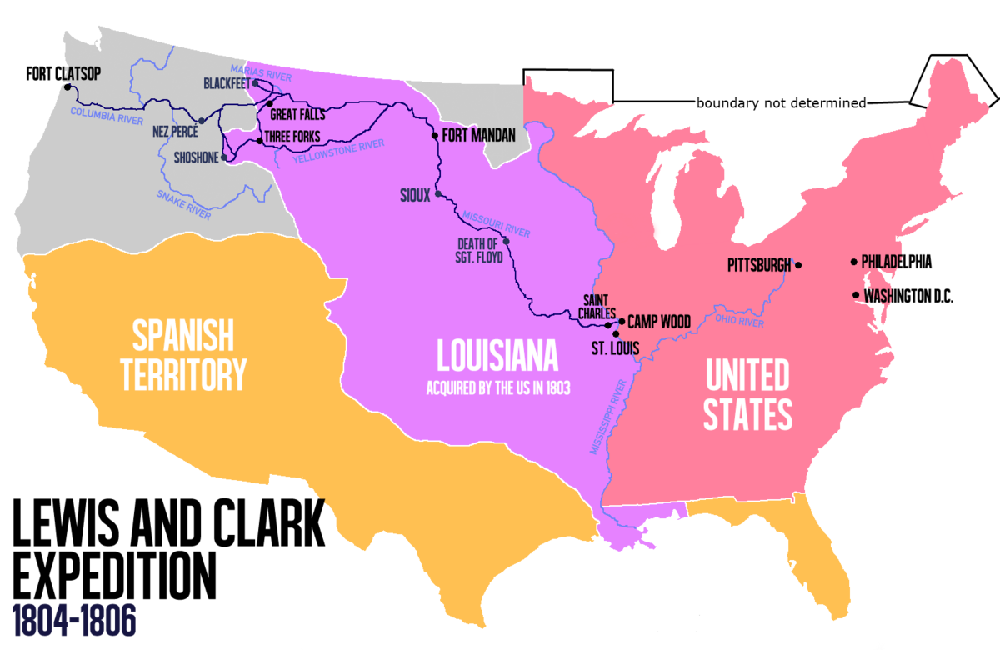 MARIAS RIVER
FORT CLATSOP
BLACKFEET
boundary not determined
COLUMBIA RIVER
GREAT FALLS
NEZ PERCÉ
THREE FORKS
FORT MANDAN
SHOSHONE
YELLOWSTONE RIVER
SNAKE RIVER
SIOUX
MISSOURI RIVER
DEATH OF
SGT. FLOYD
PITTSBURGH
PHILADELPHIA
WASHINGTON D.C.
SAINT
CHARLES
CAMP WOOD
OHIO RIVER
ST. LOUIS
SPANISH
TERRITORY
LOUISIANA
ACQUIRED BY THE US IN 1803
UNITED
STATES
MISSISSIPPI RIVER
LEWIS AND CLARK
EXPEDITION
1804-1806